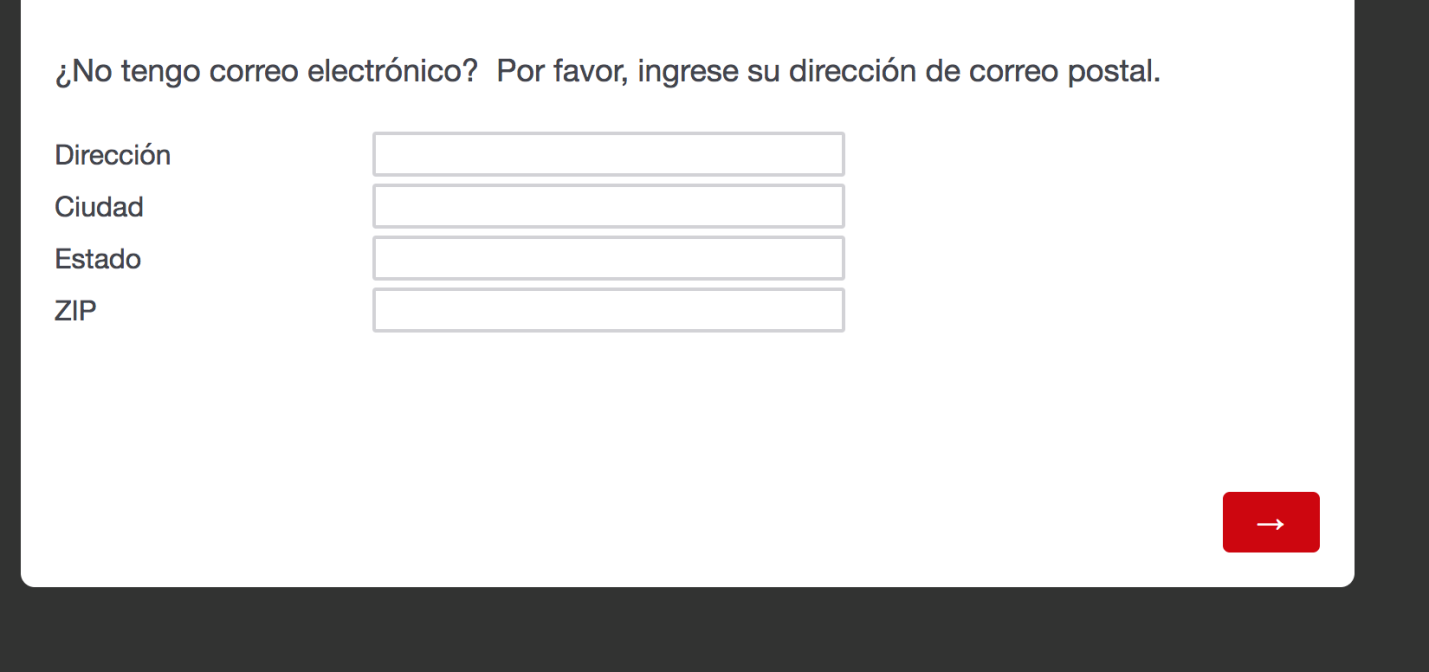 ¿No tengo correo electrónico?  Por favor, ingrese su dirección de correo postal.
Dirección
Ciudad
Estado
ZIP
→